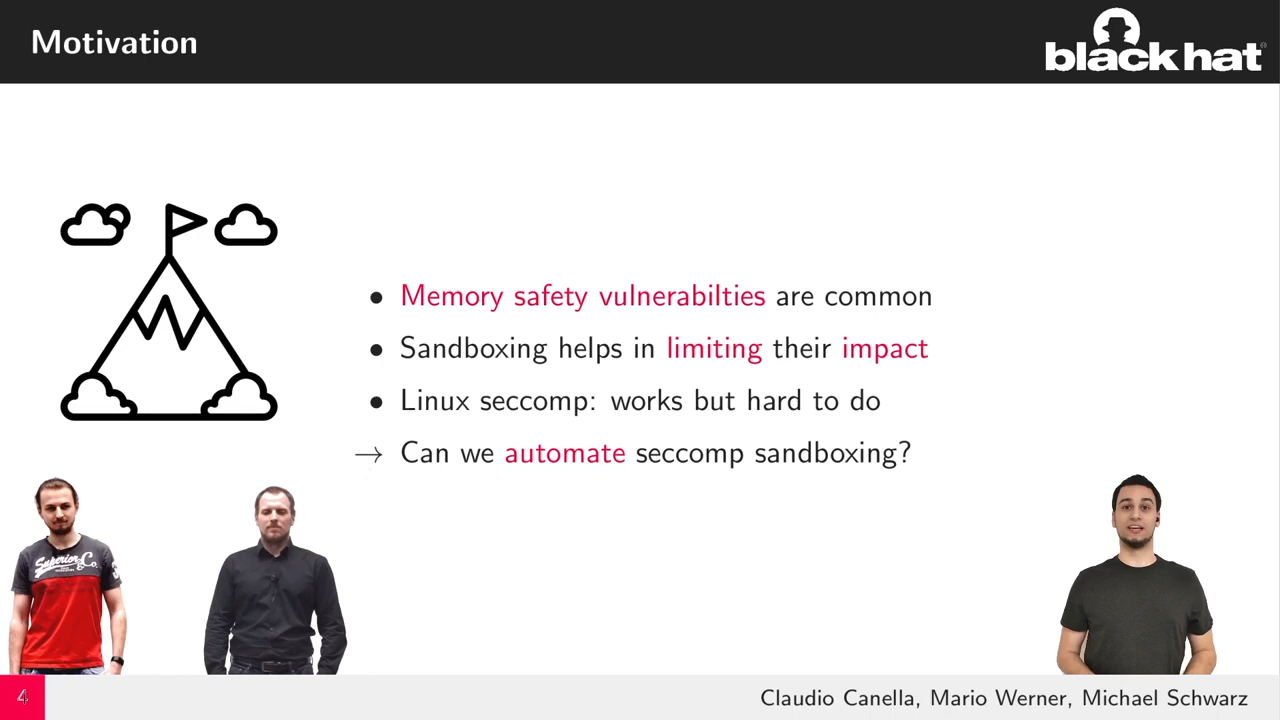 Motivation
black hat
• Memory safety vulnerabilties are common
• Sandboxing helps in limiting their impact
• Linux seccomp: works but hard to do
→ Can we automate seccomp sandboxing?
Superior & Co.
4
Claudio Canella, Mario Werner, Michael Schwarz